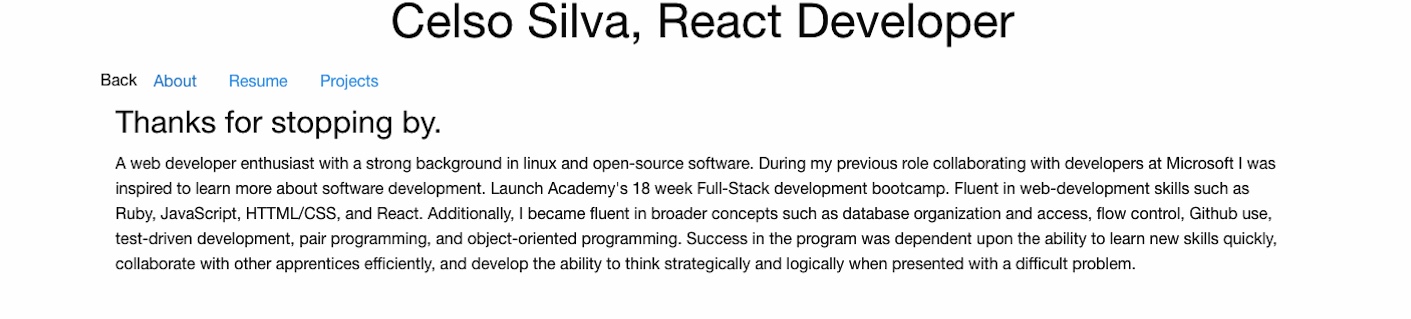 Celso Silva, React Developer
Back About Resume Projects
Thanks for stopping by.
A web developer enthusiast with a strong background in linux and open-source software. During my previous role collaborating with developers at Microsoft I was
inspired to learn more about software development. Launch Academy's 18 week Full-Stack development bootcamp. Fluent in web-development skills such as
Ruby, JavaScript, HTTML/CSS, and React. Additionally, I became fluent in broader concepts such as database organization and access, flow control, Github use,
test-driven development, pair programming, and object-oriented programming. Success in the program was dependent upon the ability to learn new skills quickly,
collaborate with other apprentices efficiently, and develop the ability to think strategically and logically when presented with a difficult problem.